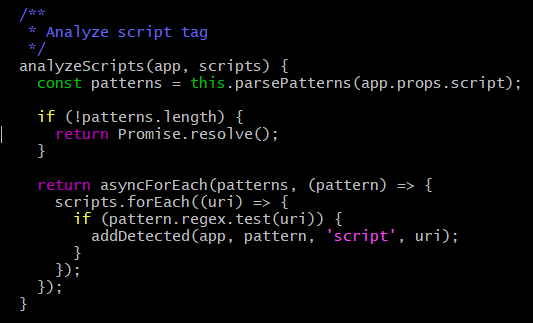 /**
 * Analyze script tag
 */
analyzeScripts(app, scripts) {
  const patterns = this.parsePatterns(app.props.script);

  if (!patterns.length) {
    return Promise.resolve();
  }

  return asyncForEach(patterns, (pattern) => {
    scripts.forEach((uri) => {
      if (pattern.regex.test(uri)) {
        addDetected(app, pattern, 'script', uri);
      }
    });
  });
}